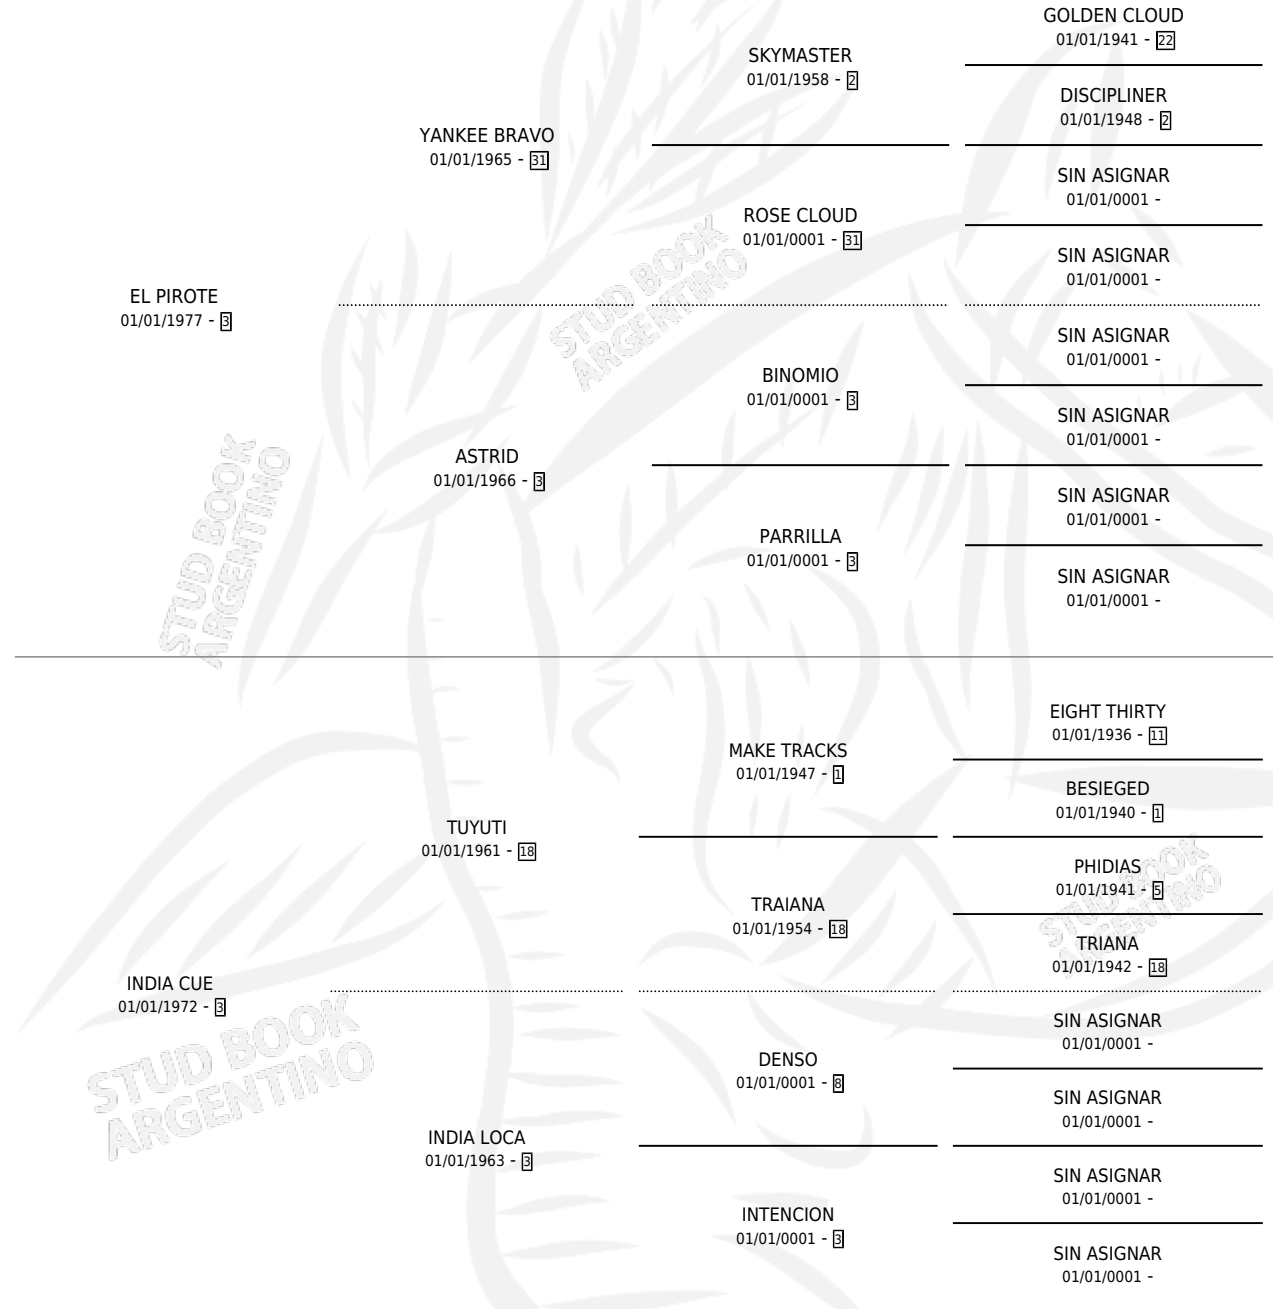 GOLDEN CLOUD
01/01/1941 - 22
SKYMASTER
01/01/1958 - 2
DISCIPLINER
01/01/1948 - 2
YANKEE BRAVO
01/01/1965 - 31
SIN ASIGNAR
01/01/0001 -
ROSE CLOUD
01/01/0001 - 31
SIN ASIGNAR
01/01/0001 -
EL PIROTE
01/01/1977 - 3
SIN ASIGNAR
01/01/0001 -
BINOMIO
01/01/0001 - 3
SIN ASIGNAR
01/01/0001 -
ASTRID
01/01/1966 - 3
SIN ASIGNAR
01/01/0001 -
PARRILLA
01/01/0001 - 3
SIN ASIGNAR
01/01/0001 -
EIGHT THIRTY
01/01/1936 - 11
MAKE TRACKS
01/01/1947 - 1
BESIEGED
01/01/1940 - 1
TUYUTI
01/01/1961 - 18
PHIDIAS
01/01/1941 - 5
TRAIANA
01/01/1954 - 18
TRIANA
01/01/1942 - 18
INDIA CUE
01/01/1972 - 3
SIN ASIGNAR
01/01/0001 -
DENSO
01/01/0001 - 8
SIN ASIGNAR
01/01/0001 -
INDIA LOCA
01/01/1963 - 3
SIN ASIGNAR
01/01/0001 -
INTENCION
01/01/0001 - 3
SIN ASIGNAR
01/01/0001 -
STUD BOOK
ARGENTINO
STUD BOOK
ARGENTINO
STUD BOOK
ARGENTINO
STUD BOOK
ARGENTINO